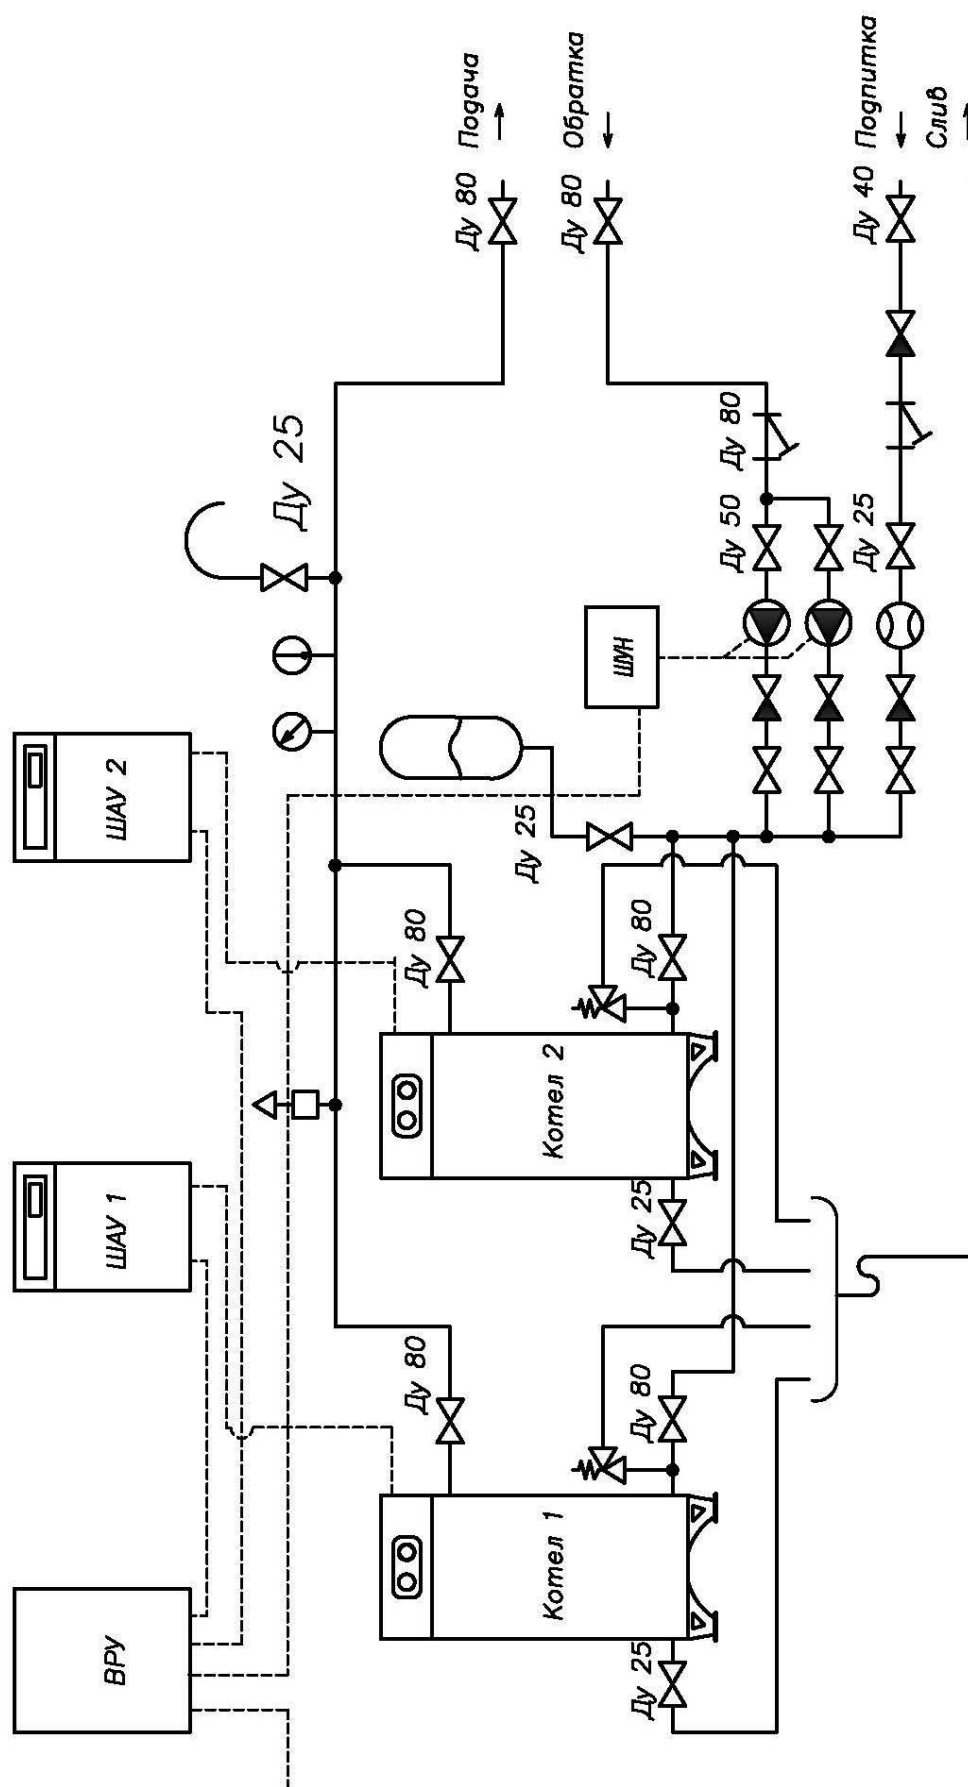 ВРУ
ШАУ 1
ШАУ 2
Ду 25
Ду 80
Подача
Ду 80
Обратка
Ду 80
Ду 80
Ду 25
ШУН
Котел 1
Котел 2
Ду 25
Ду 80
Ду 25
Ду 80
Ду 50
Ду 80
Ду 25
Ду 40
Подпитка
Слив